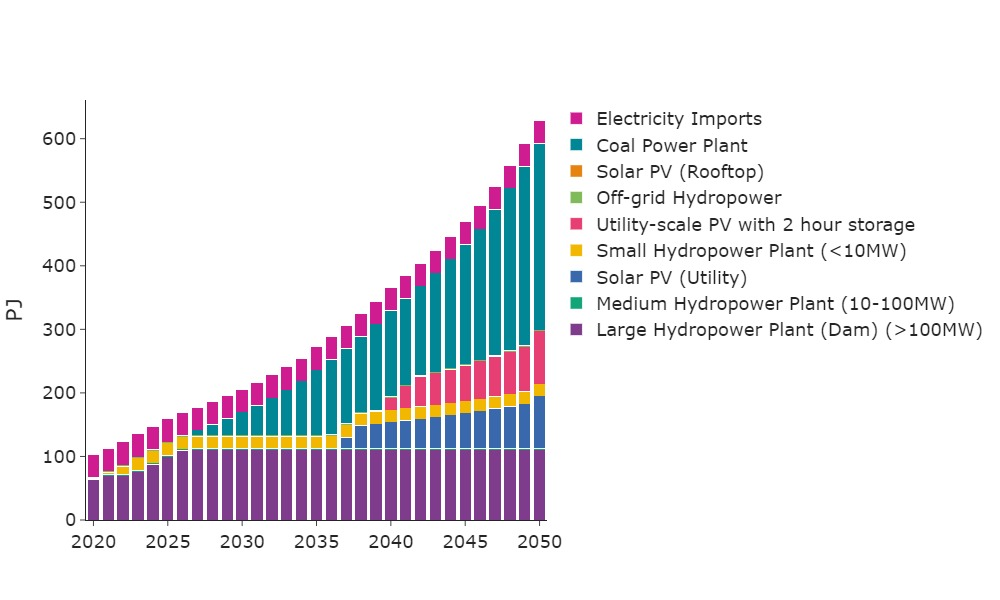 600
500
400
300
200
100
0
PJ
2020 2025 2030 2035 2040 2045 2050
Electricity Imports
Coal Power Plant
Solar PV (Rooftop)
Off-grid Hydropower
Utility-scale PV with 2 hour storage
Small Hydropower Plant (<10MW)
Solar PV (Utility)
Medium Hydropower Plant (10-100MW)
Large Hydropower Plant (Dam) (>100MW)